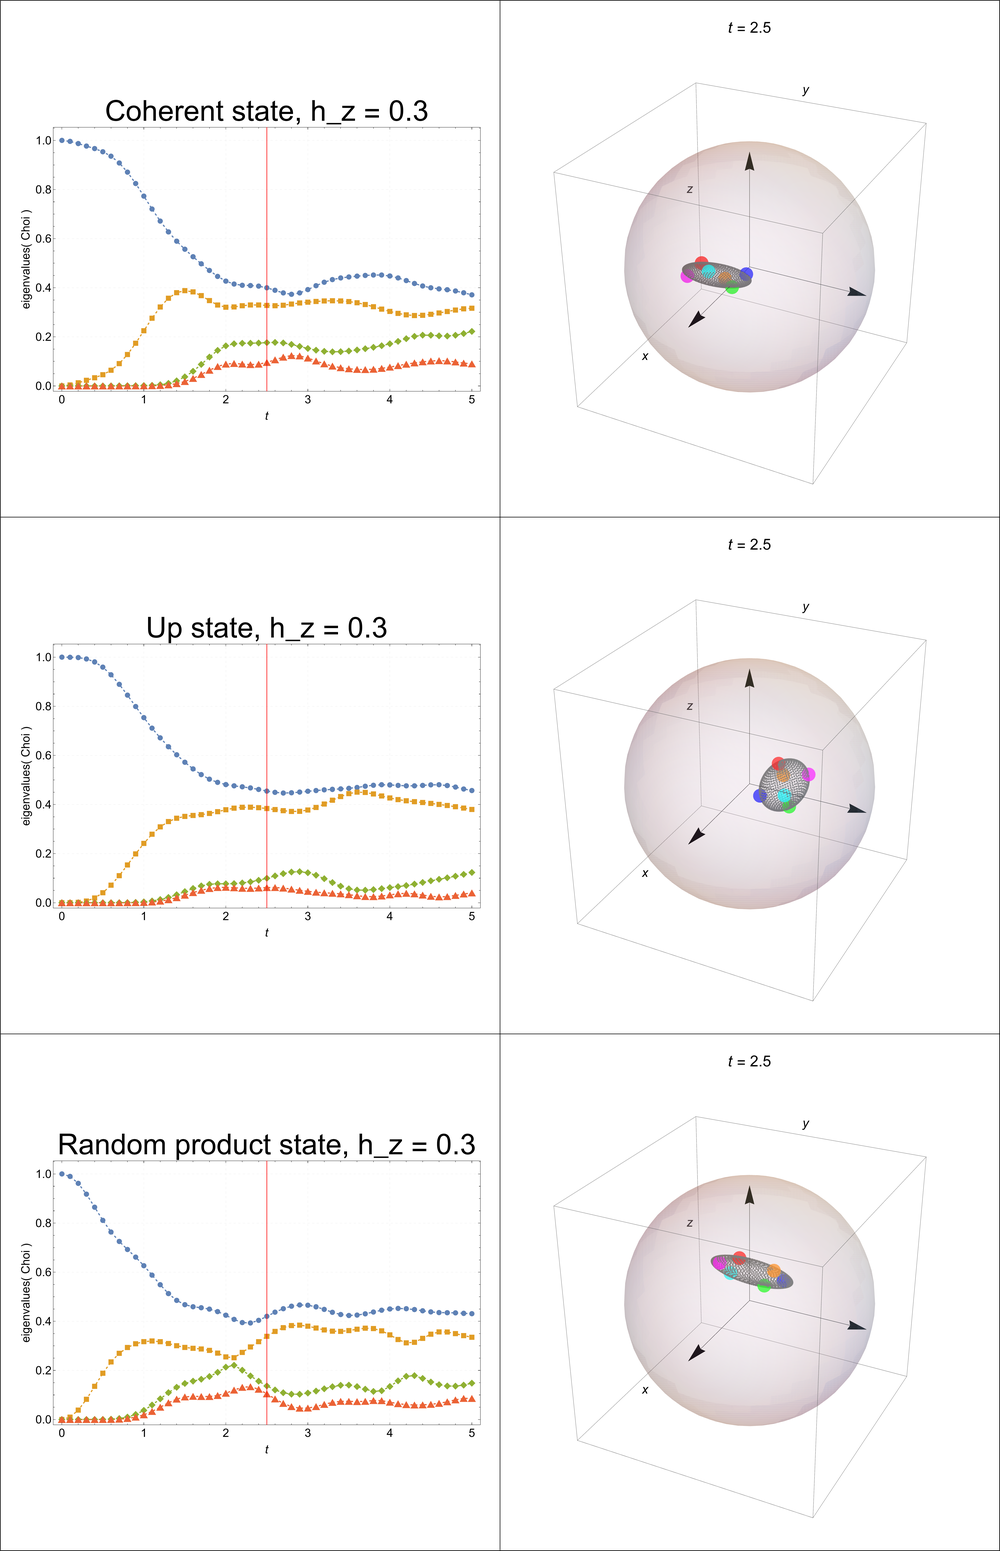 t = 2.5
Coherent state, h_z = 0.3
eigenvalues( Choi )
1.0
0.8
0.6
0.4
0.2
0.0
0 1 2 3 4 5
t
y
z
x
t = 2.5
Up state, h_z = 0.3
eigenvalues( Choi )
1.0
0.8
0.6
0.4
0.2
0.0
0 1 2 3 4 5
t
y
z
x
t = 2.5
Random product state, h_z = 0.3
eigenvalues( Choi )
1.0
0.8
0.6
0.4
0.2
0.0
0 1 2 3 4 5
t
y
z
x